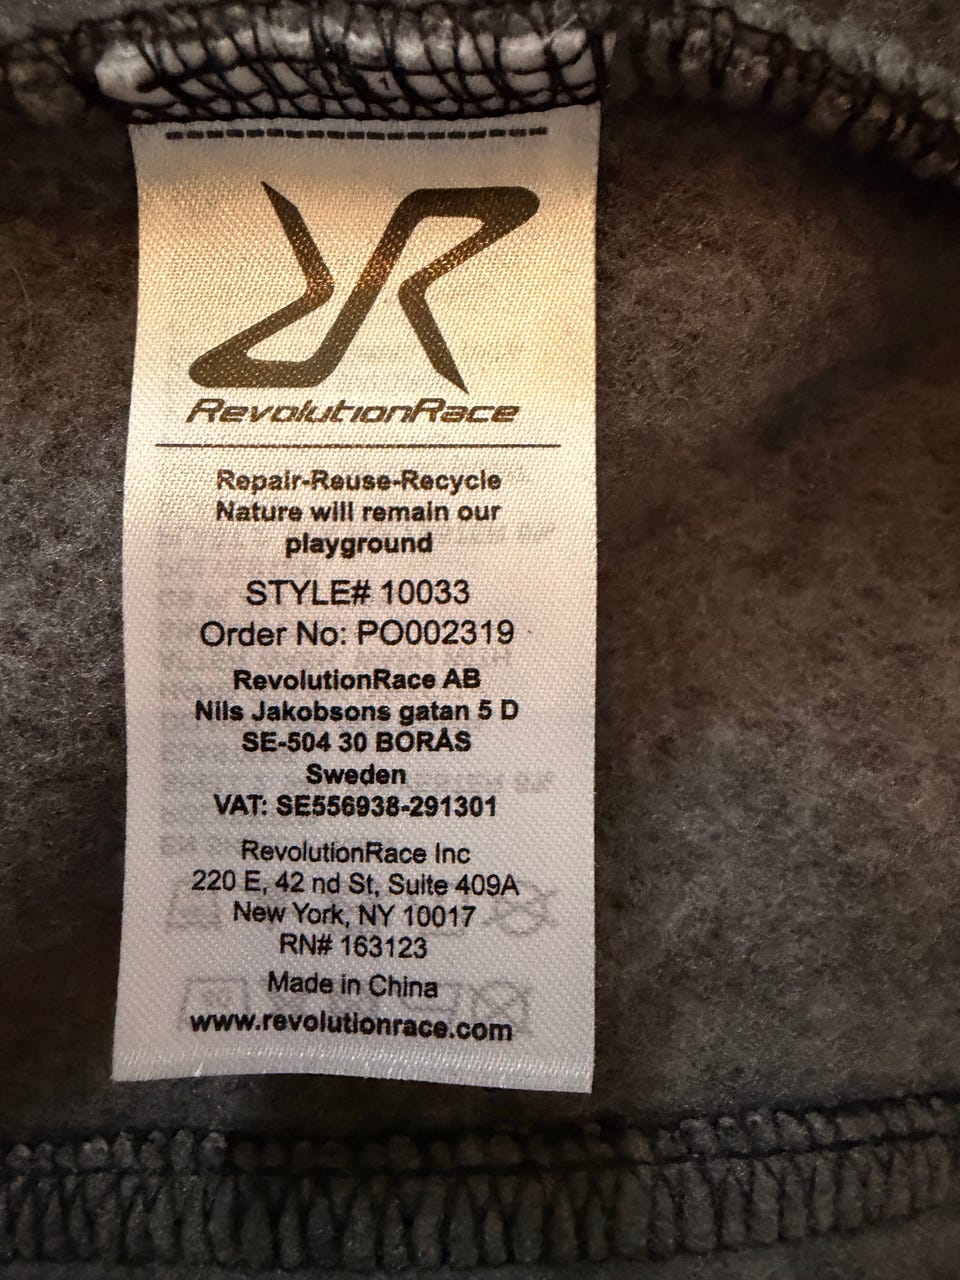 RevolutionRace
Repair-Reuse-Recycle
Nature will remain our
playground
STYLE# 10033
Order No: PO002319
RevolutionRace AB
Nils Jakobsons gatan 5 D
SE-504 30 BORÅS
Sweden
VAT: SE556938-291301
RevolutionRace Inc
220 E, 42 nd St, Suite 409A
New York, NY 10017
RN# 163123
Made in China
www.revolutionrace.com